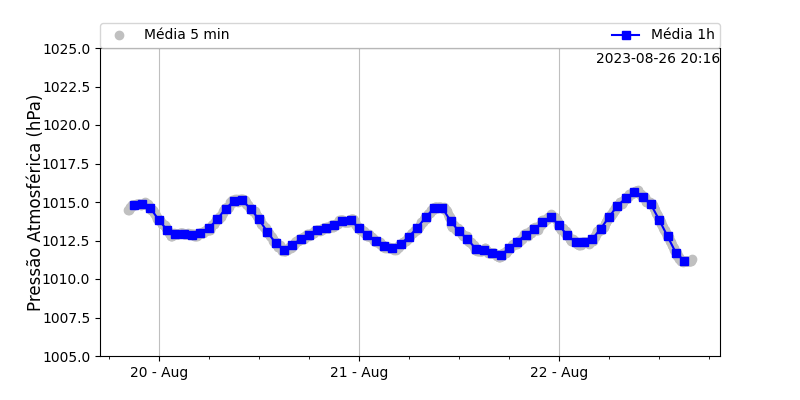 Média 5 min
Média 1h
2023-08-26 20:16
Pressão Atmosférica (hPa)
1025.0
1022.5
1020.0
1017.5
1015.0
1012.5
1010.0
1007.5
1005.0
20 - Aug
21 - Aug
22 - Aug